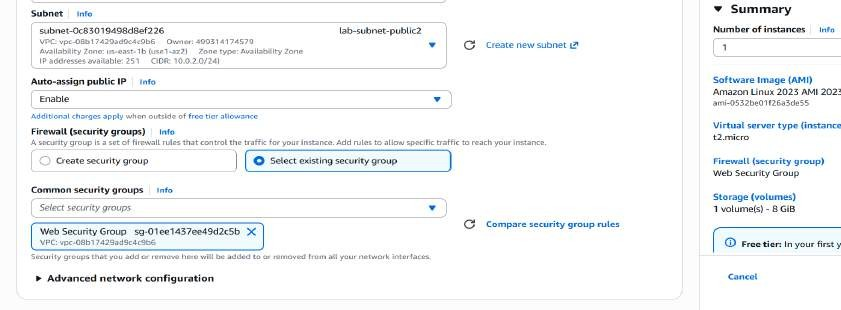 Subnet Info
subnet-0c83019498d8ef226 lab-subnet-public2
VPC: vpc-08b17429ad9c4c9b6 Owner: 499314174579
Availability Zone: us-east-1b (use1-az2) Zone type: Availability Zone
IP addresses available: 251 CIDR: 10.0.2.0/24)
Create new subnet
Auto-assign public IP Info
Enable
Additional charges apply when outside of free tier allowance
Firewall (security groups) Info
A security group is a set of firewall rules that control the traffic for your instance. Add rules to allow specific traffic to reach your instance.
Create security group
Select existing security group
Common security groups Info
Select security groups
Web Security Group sg-01ee1437ee49d2c5b
VPC: vpc-08b17429ad9c4c9b6
Compare security group rules
Security groups that you add or remove here will be added to or removed from all your network interfaces.
Advanced network configuration
Summary
Number of instances Info
1
Software Image (AMI)
Amazon Linux 2023 AMI 2023
ami-0532be01f26a3de55
Virtual server type (instance
t2.micro
Firewall (security group)
Web Security Group
Storage (volumes)
1 volume(s) - 8 GiB
Free tier: In your first y
Cancel